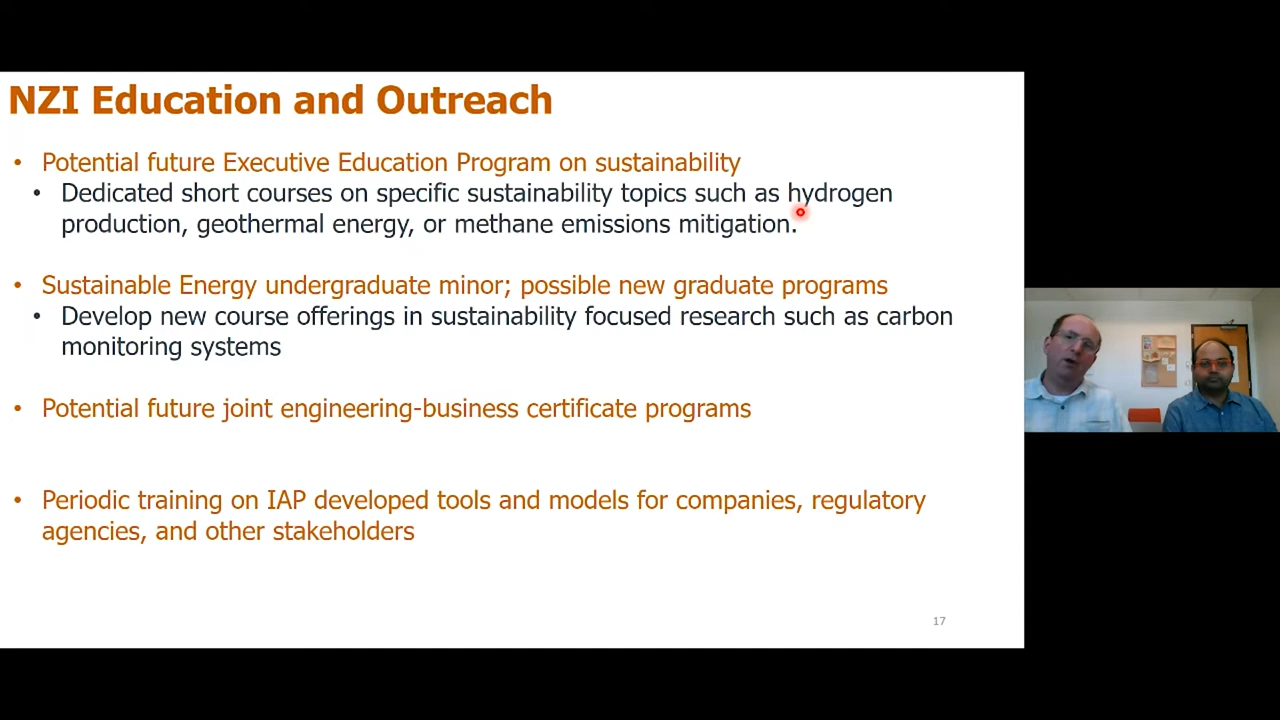 NZI Education and Outreach
• Potential future Executive Education Program on sustainability
• Dedicated short courses on specific sustainability topics such as hydrogen
production, geothermal energy, or methane emissions mitigation.
• Sustainable Energy undergraduate minor; possible new graduate programs
• Develop new course offerings in sustainability focused research such as carbon
monitoring systems
• Potential future joint engineering-business certificate programs
• Periodic training on IAP developed tools and models for companies, regulatory
agencies, and other stakeholders
17